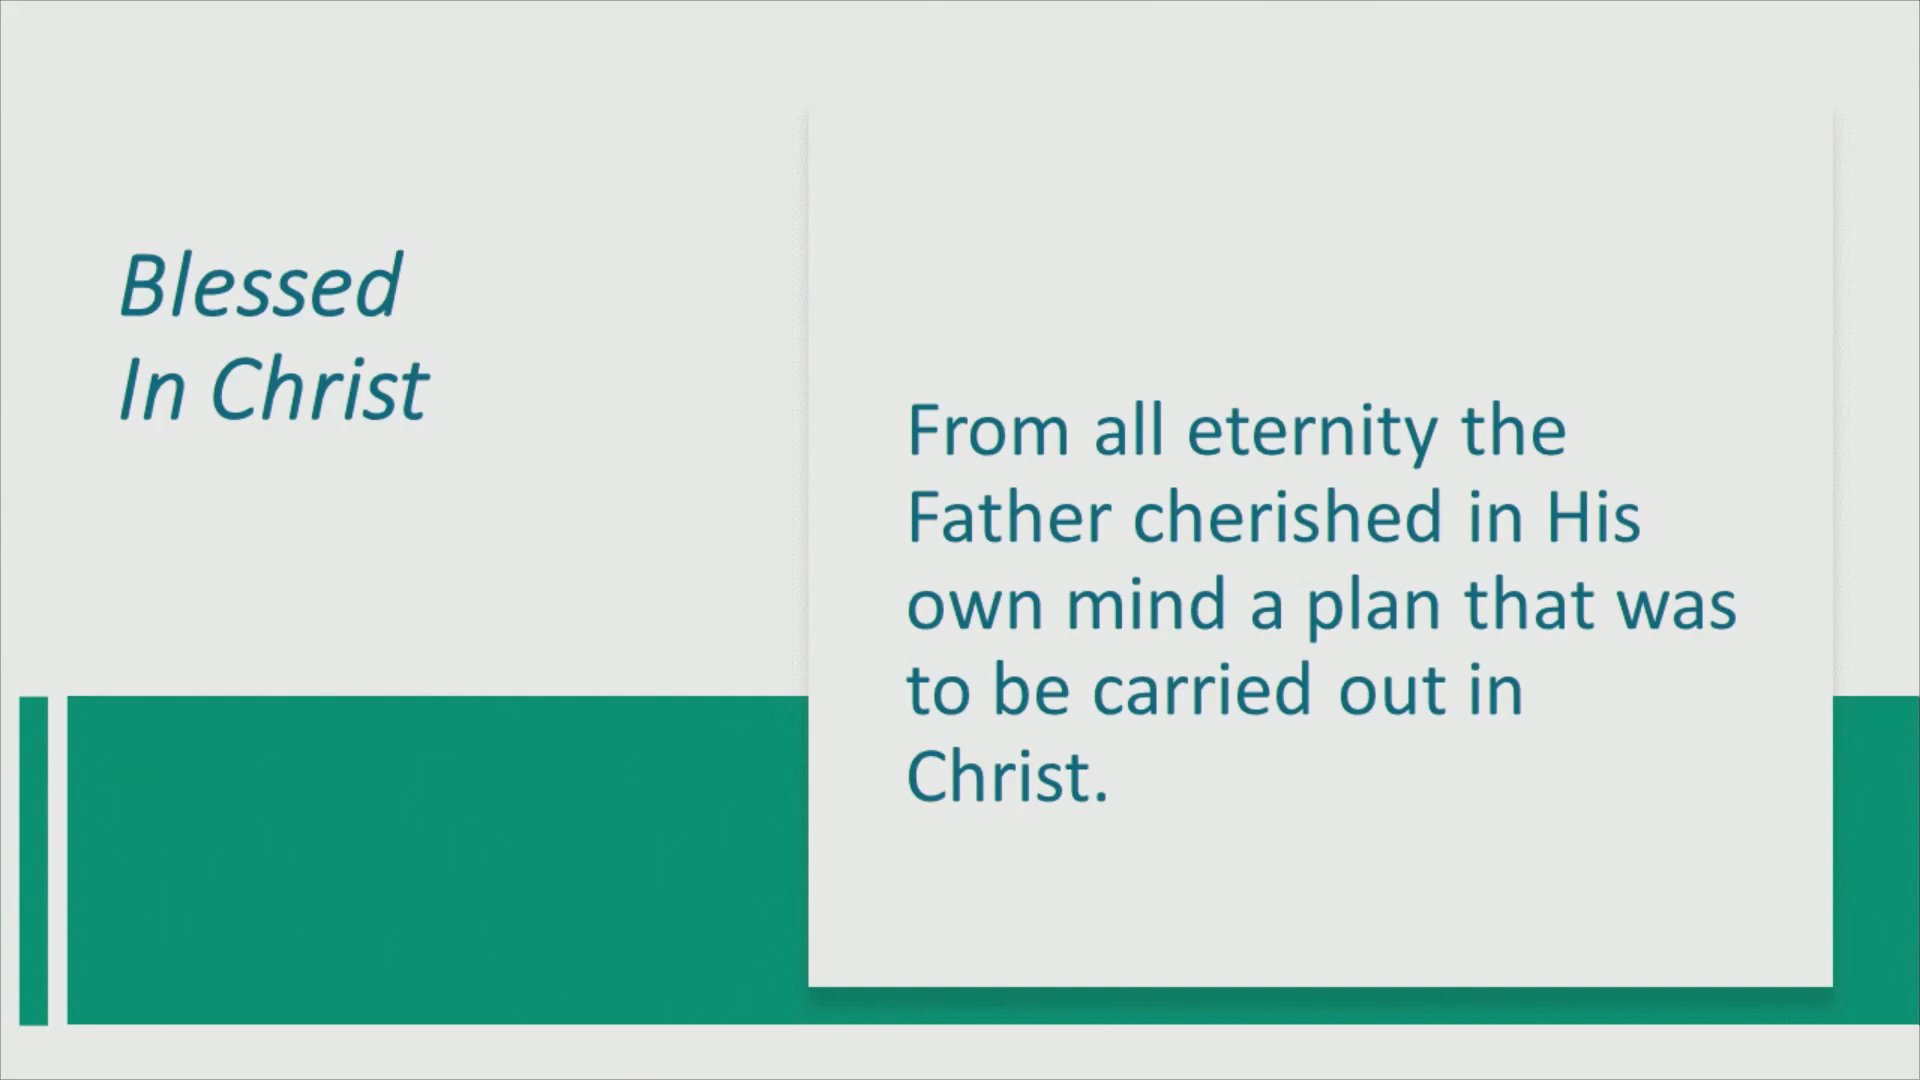 Blessed
In Christ
From all eternity the
Father cherished in His
own mind a plan that was
to be carried out in
Christ.